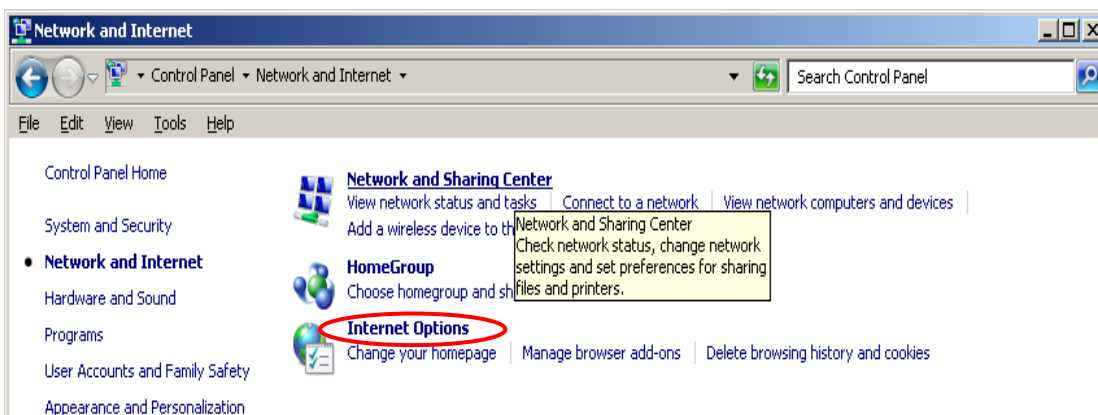 Network and Internet
Control Panel Network and Internet
Search Control Panel
File Edit View Tools Help
Control Panel Home
System and Security
Network and Internet
Hardware and Sound
Programs
User Accounts and Family Safety
Appearance and Personalization
Network and Sharing Center
View network status and tasks Connect to a network View network computers and devices
Add a wireless device to
Network and Sharing Center
Check network status, change network
settings and set preferences for sharing
files and printers.
HomeGroup
Choose homegroup and
Internet Options
Change your homepage Manage browser add-ons Delete browsing history and cookies